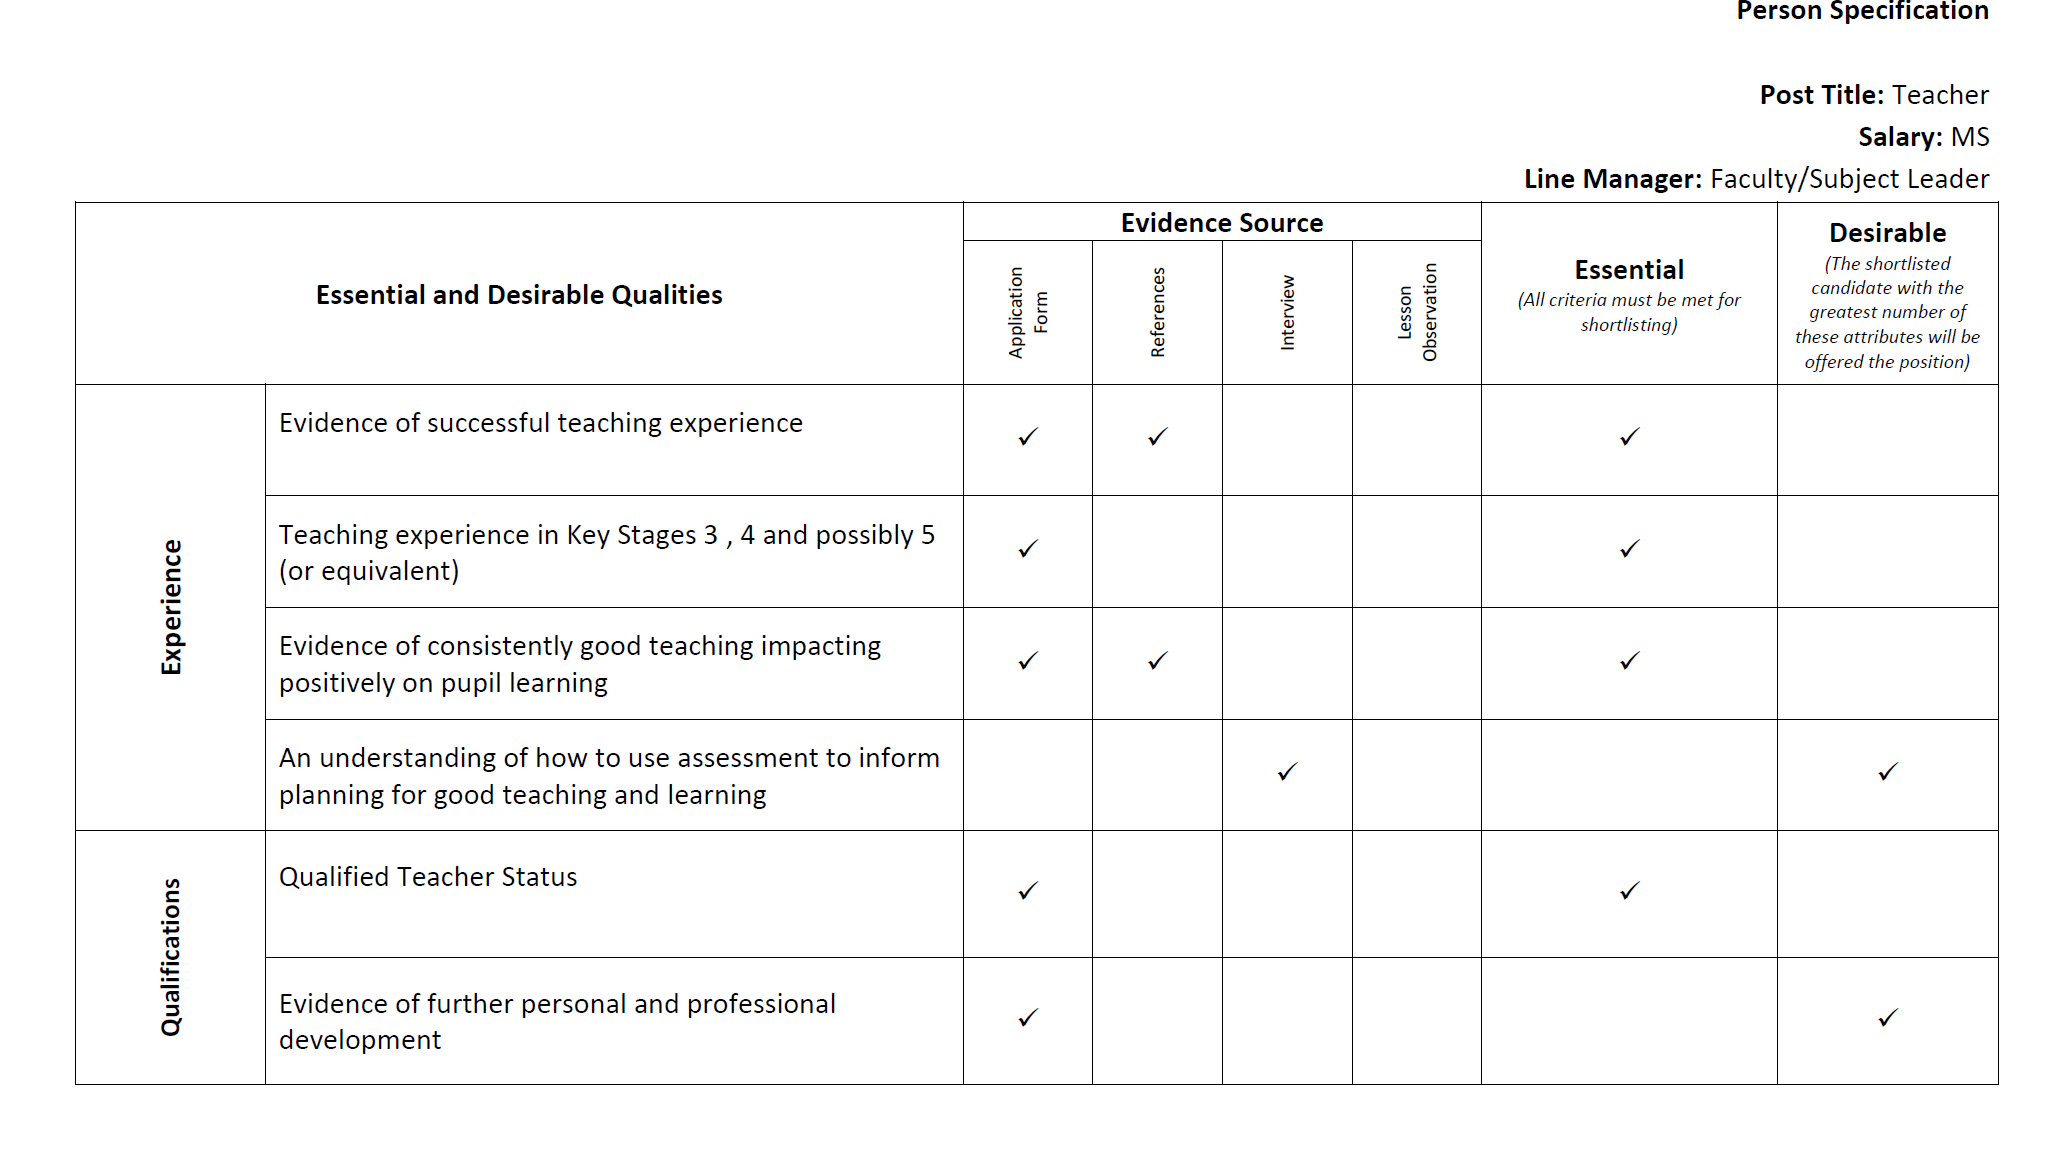 Person Specification
Post Title: Teacher
Salary: MS
Line Manager: Faculty/Subject Leader
Essential and Desirable Qualities
Evidence Source
Application
Form
References
Interview
Lesson
Observation
Essential
(All criteria must be met for
shortlisting)
Desirable
(The shortlisted
candidate with the
greatest number of
these attributes will be
offered the position)
Experience
Evidence of successful teaching experience
✓ ✓ ✓
Teaching experience in Key Stages 3 , 4 and possibly 5
(or equivalent)
✓ ✓
Evidence of consistently good teaching impacting
positively on pupil learning
✓ ✓ ✓
An understanding of how to use assessment to inform
planning for good teaching and learning
✓ ✓
Qualifications
Qualified Teacher Status
✓ ✓
Evidence of further personal and professional
development
✓ ✓